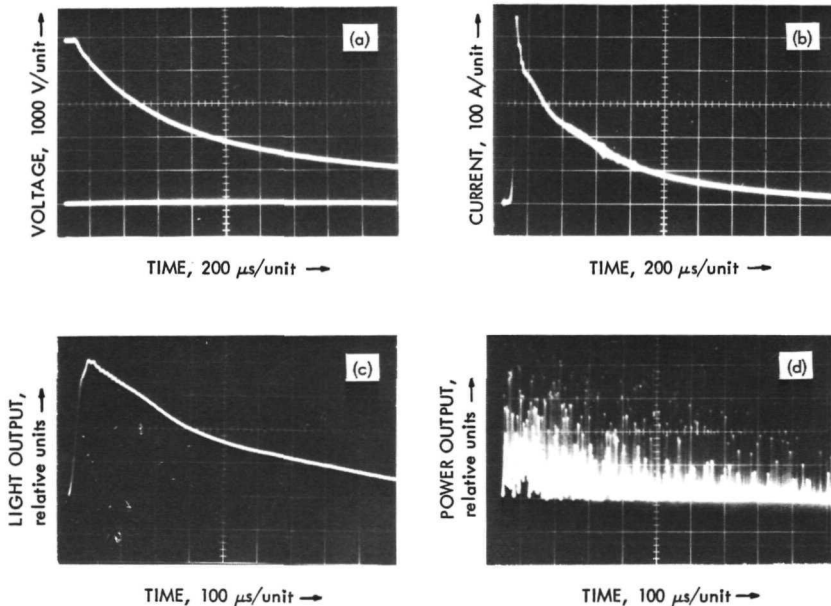 (a)
VOLTAGE, 1000 V/unit →
TIME, 200 μs/unit →
(b)
CURRENT, 100 A/unit →
TIME, 200 μs/unit →
(c)
LIGHT OUTPUT,
relative units →
TIME, 100 μs/unit →
(d)
POWER OUTPUT,
relative units →
TIME, 100 μs/unit →